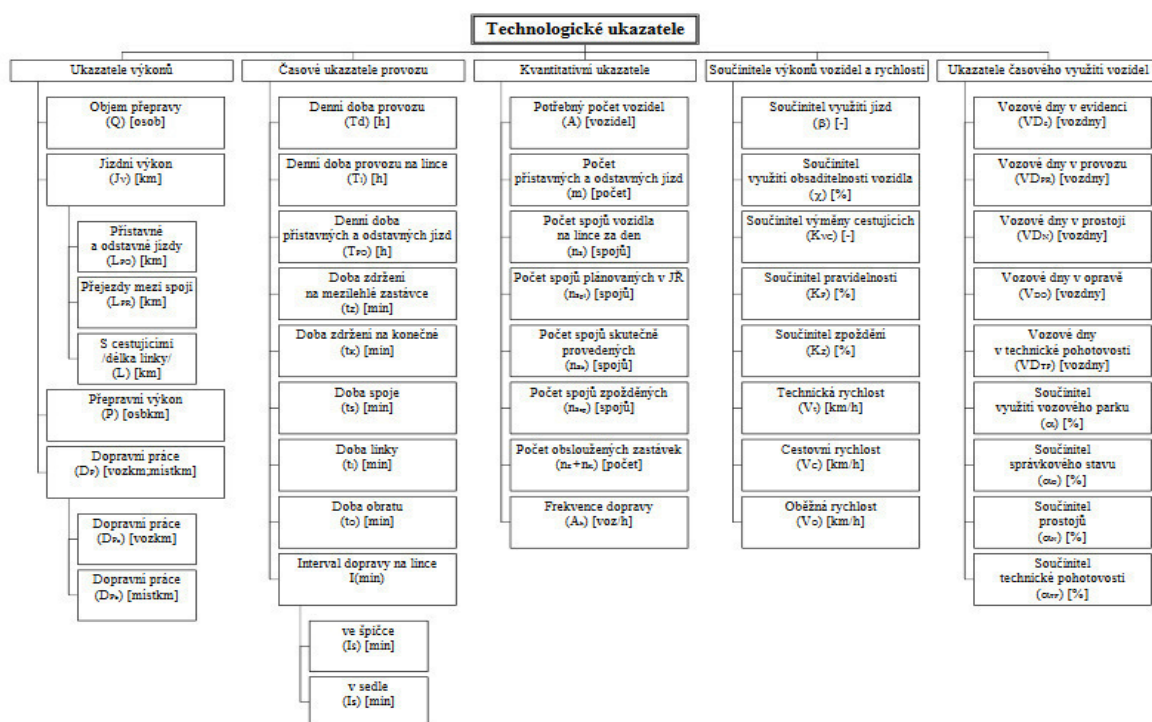 Technologické ukazatele
Ukazatele výkonů
Objem přepravy
(Q) [osob]
Jízdní výkon
(Jv) [km]
Přístavné
a odstavné jízdy
(LPO) [km]
Přejezdy mezi spoji
(LPR) [km]
S cestujícími
/délka linky/
(L) [km]
Přepravní výkon
(P) [osbkm]
Dopravní práce
(DP) [vozkm;místkm]
Dopravní práce
[vozkm]
Dopravní práce
[místkm]
Časové ukazatele provozu
Denní doba provozu
(Td) [h]
Denní doba provozu na lince
(Tl) [h]
Denní doba
přístavných a odstavných jízd
(TPO) [h]
Doba zdržení
na mezilehlé zastávce
(tz) [min]
Doba zdržení na konečné
(tK) [min]
Doba spoje
(ts) [min]
Doba linky
(tl) [min]
Doba obratu
(tO) [min]
Interval dopravy na lince
I(min)
ve špičce
(Is) [min]
v sedle
(Is) [min]
Kvantitativní ukazatele
Potřebný počet vozidel
(A) [vozidel]
Počet
přístavných a odstavných jízd
(m) [počet]
Počet spojů vozidla
na lince za den
(ns) [spojů]
Počet spojů plánovaných v JŘ
[spojů]
Počet spojů skutečně
provedených
[spojů]
Počet spojů zpožděných
[spojů]
Počet obsloužených zastávek
[počet]
Frekvence dopravy
[voz/h]
Součinitele výkonů vozidel a rychlostí
Součinitel využití jízd
(β) [-]
Součinitel
využití obsaditelnosti vozidla
(χ) [%]
Součinitel výměny cestujících
(KVC) [-]
Součinitel pravidelnosti
(KP) [%]
Součinitel zpoždění
(KZ) [%]
Technická rychlost
(Vt) [km/h]
Cestovní rychlost
(VC) [km/h]
Oběžná rychlost
(VO) [km/h]
Ukazatele časového využití vozidel
Vozové dny v evidenci
(VDe) [vozdny]
Vozové dny v provozu
(VDPR) [vozdny]
Vozové dny v prostoji
(VDN) [vozdny]
Vozové dny v opravě
(VDO) [vozdny]
Vozové dny
v technické pohotovosti
(VDTP) [vozdny]
Součinitel
využití vozového parku
[%]
Součinitel
správkového stavu
[%]
Součinitel
prostojů
[%]
Součinitel
technické pohotovosti
[%]